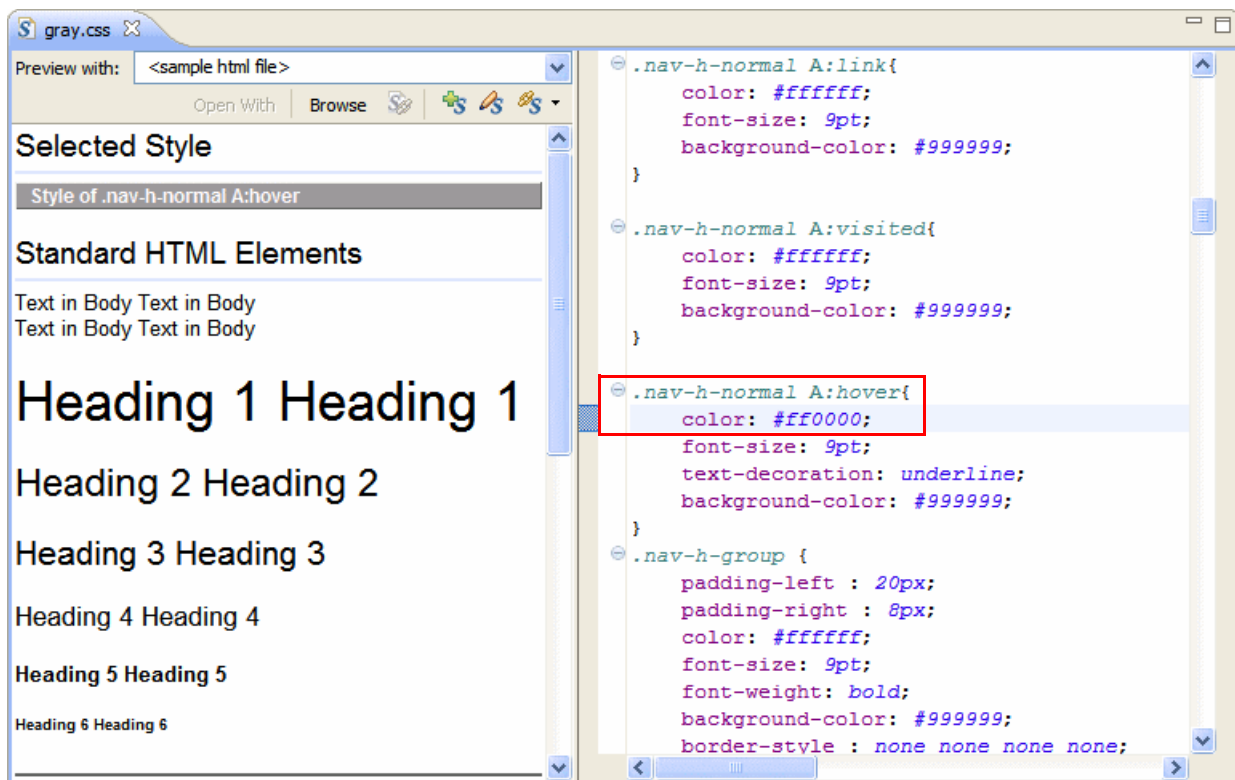 gray.css
Preview with: <sample html file>
Open With Browse
Selected Style
Style of .nav-h-normal A:hover
Standard HTML Elements
Text in Body Text in Body
Text in Body Text in Body
Heading 1 Heading 1
Heading 2 Heading 2
Heading 3 Heading 3
Heading 4 Heading 4
Heading 5 Heading 5
Heading 6 Heading 6
.nav-h-normal A:link{
color: #ffffff;
font-size: 9pt;
background-color: #999999;
}
.nav-h-normal A:visited{
color: #ffffff;
font-size: 9pt;
background-color: #999999;
}
.nav-h-normal A:hover{
color: #ff0000;
font-size: 9pt;
text-decoration: underline;
background-color: #999999;
}
.nav-h-group {
padding-left : 20px;
padding-right : 8px;
color: #ffffff;
font-size: 9pt;
font-weight: bold;
background-color: #999999;
border-style : none none none none;